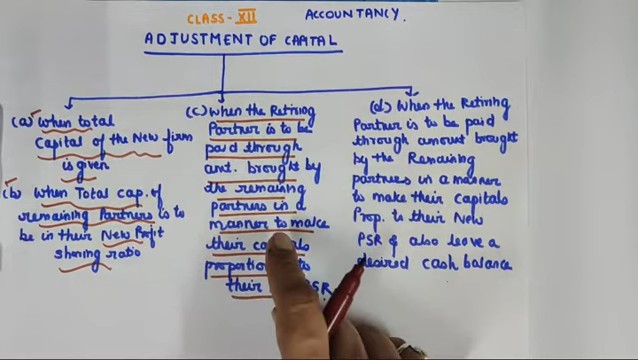 CLASS- XII ACCOUNTANCY.
ADJUSTMENT OF CAPITAL
(a) When total
Capital of the New firm
is given
(b) When Total cap. of
remaining Partners is to
be in their New Profit
sharing ratio
(c) When the Retiring
Partner is to be
paid through
amt. brought by
the remaining
partners in a
manner to make
their capitals
to
their
(d) When the Retiring
Partner is to be paid
through amount brought
by the Remaining
partners in a manner
to make their capitals
Prop. to their New
PSR & also leave a
desired cash balance